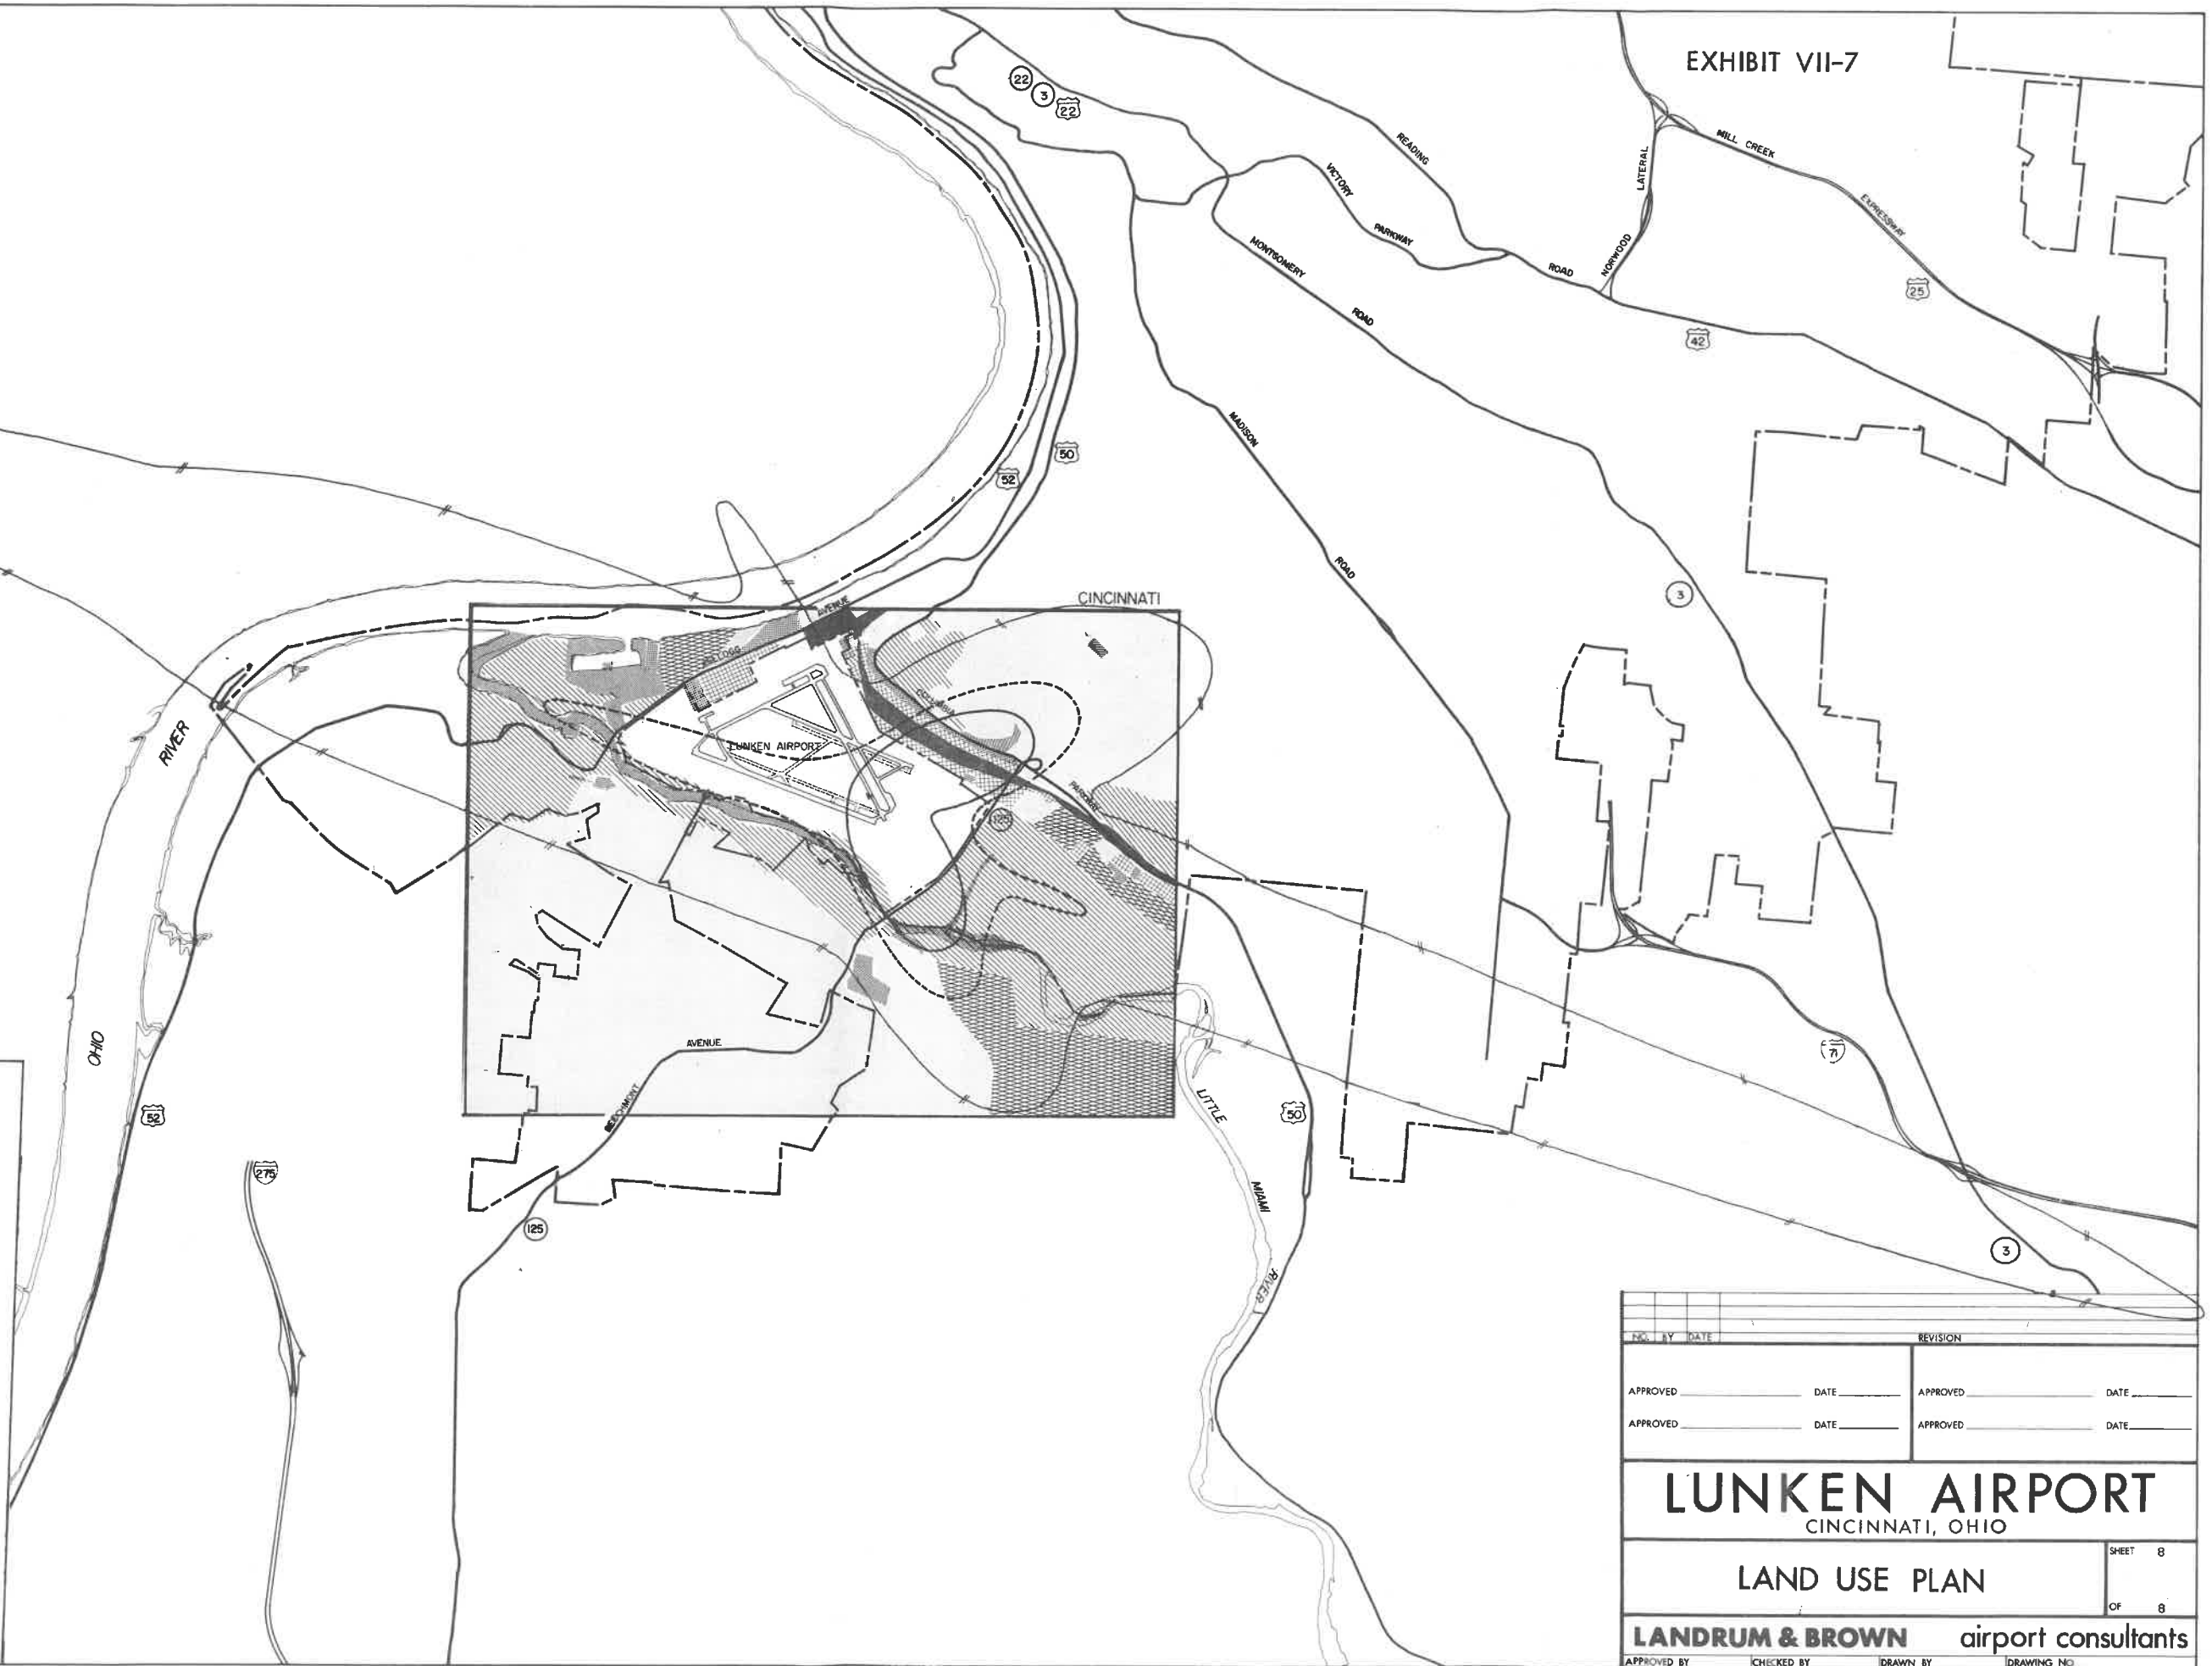 EXHIBIT VII-7
22
3
22
READING
VICTORY
PARKWAY
LATERAL
MILL CREEK
EXPRESSWAY
MONTGOMERY
ROAD
NORWOOD
ROAD
25
42
MADISON
50
52
ROAD
3
CINCINNATI
AVENUE
KELLOGG
COLUMBIA
LUNKEN AIRPORT
PARKWAY
125
RIVER
OHIO
52
AVENUE
BEECHMONT
LITTLE
50
71
MIAMI
275
125
RIVER
3
NO. BY DATE REVISION
APPROVED DATE APPROVED DATE
APPROVED DATE APPROVED DATE
LUNKEN AIRPORT
CINCINNATI, OHIO
SHEET 8
LAND USE PLAN
OF 8
LANDRUM & BROWN airport consultants
APPROVED BY CHECKED BY DRAWN BY DRAWING NO.